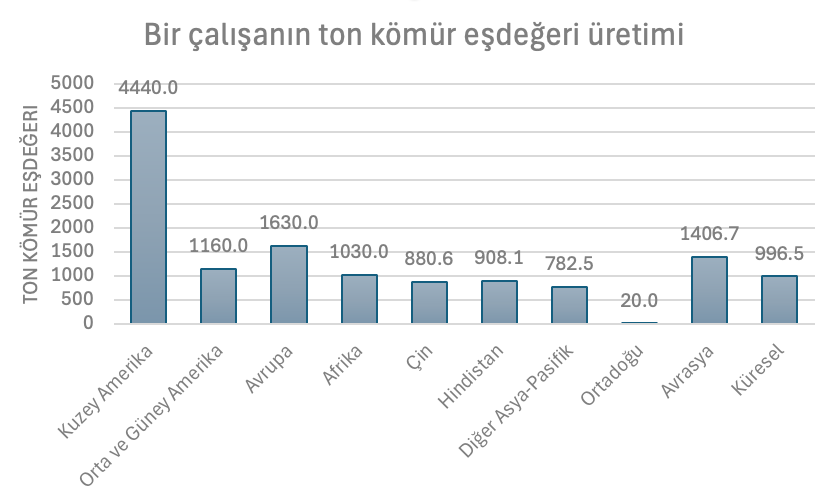 Bir çalışanın ton kömür eşdeğeri üretimi
TON KÖMÜR EŞDEĞERI
5000
4500
4000
3500
3000
2500
2000
1500
1000
500
0
4440.0
1160.0
1630.0
1030.0
880.6
908.1
782.5
20.0
1406.7
996.5
Kuzey Amerika
Orta ve Güney Amerika
Avrupa
Afrika
Çin
Hindistan
Diğer Asya-Pasifik
Ortadoğu
Avrasya
Küresel